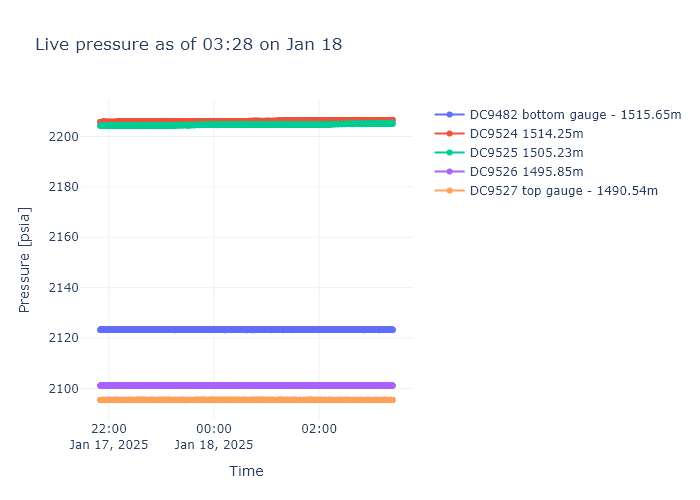 Live pressure as of 03:28 on Jan 18
DC9482 bottom gauge - 1515.65m
DC9524 1514.25m
DC9525 1505.23m
DC9526 1495.85m
DC9527 top gauge - 1490.54m
Pressure [psia]
2200
2180
2160
2140
2120
2100
22:00
Jan 17, 2025
00:00
Jan 18, 2025
02:00
Time